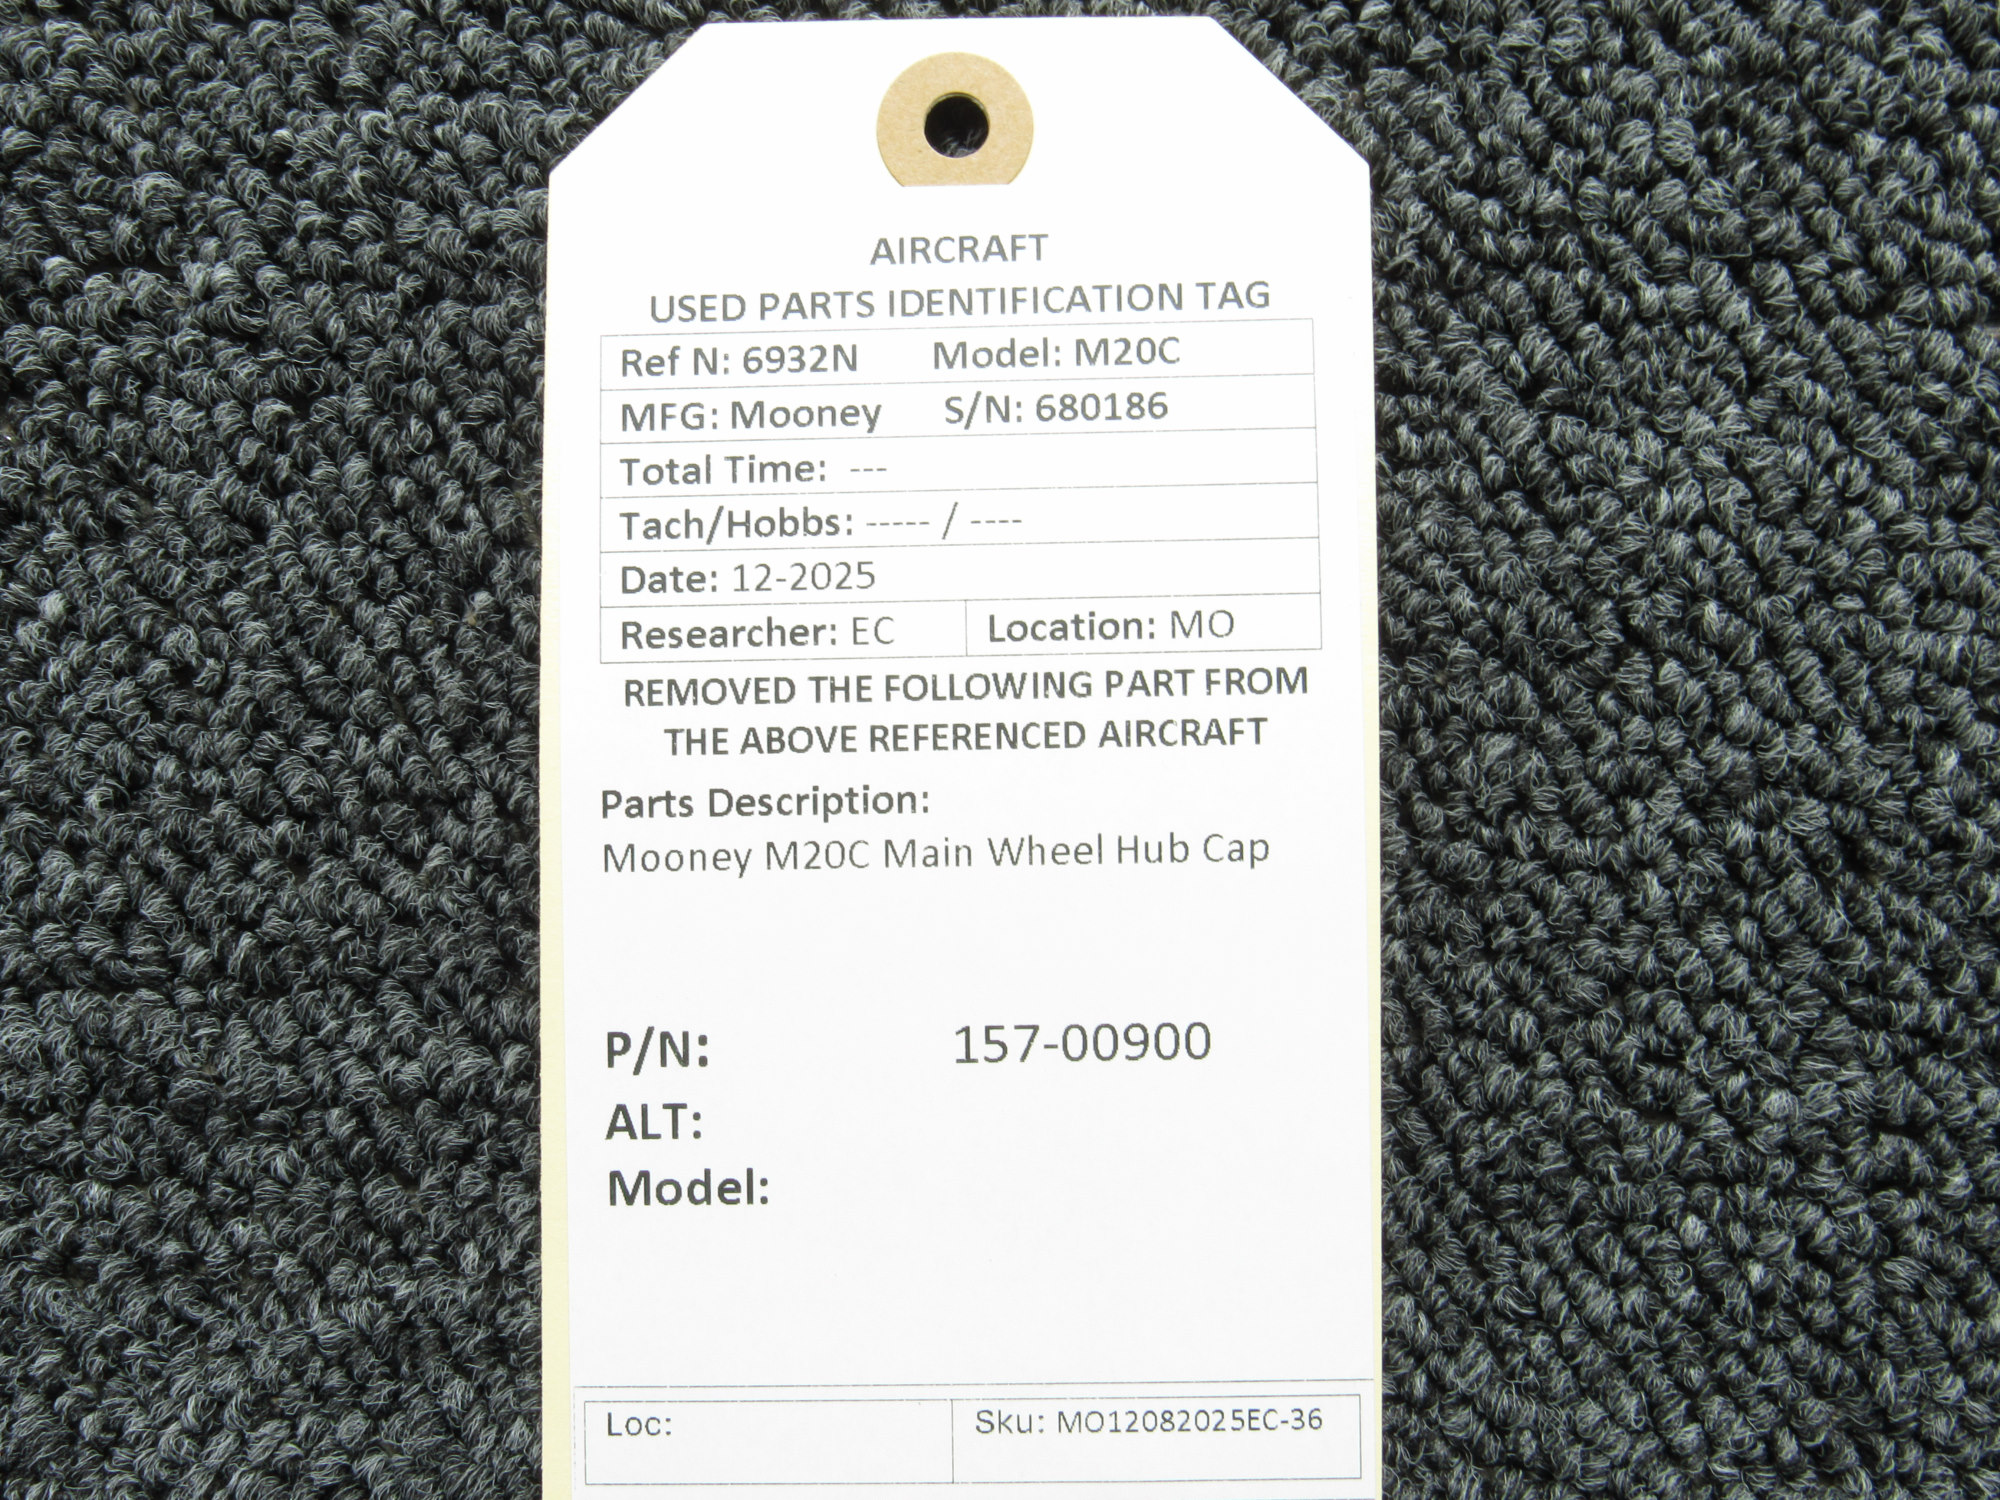 AIRCRAFT
USED PARTS IDENTIFICATION TAG
Ref N: 6932N Model: M20C
MFG: Mooney S/N: 680186
Total Time: ---
Tach/Hobbs: ----- / ----
Date: 12-2025
Researcher: EC Location: MO
REMOVED THE FOLLOWING PART FROM
THE ABOVE REFERENCED AIRCRAFT
Parts Description:
Mooney M20C Main Wheel Hub Cap
P/N: 157-00900
ALT:
Model:
Loc: Sku: MO12082025EC-36